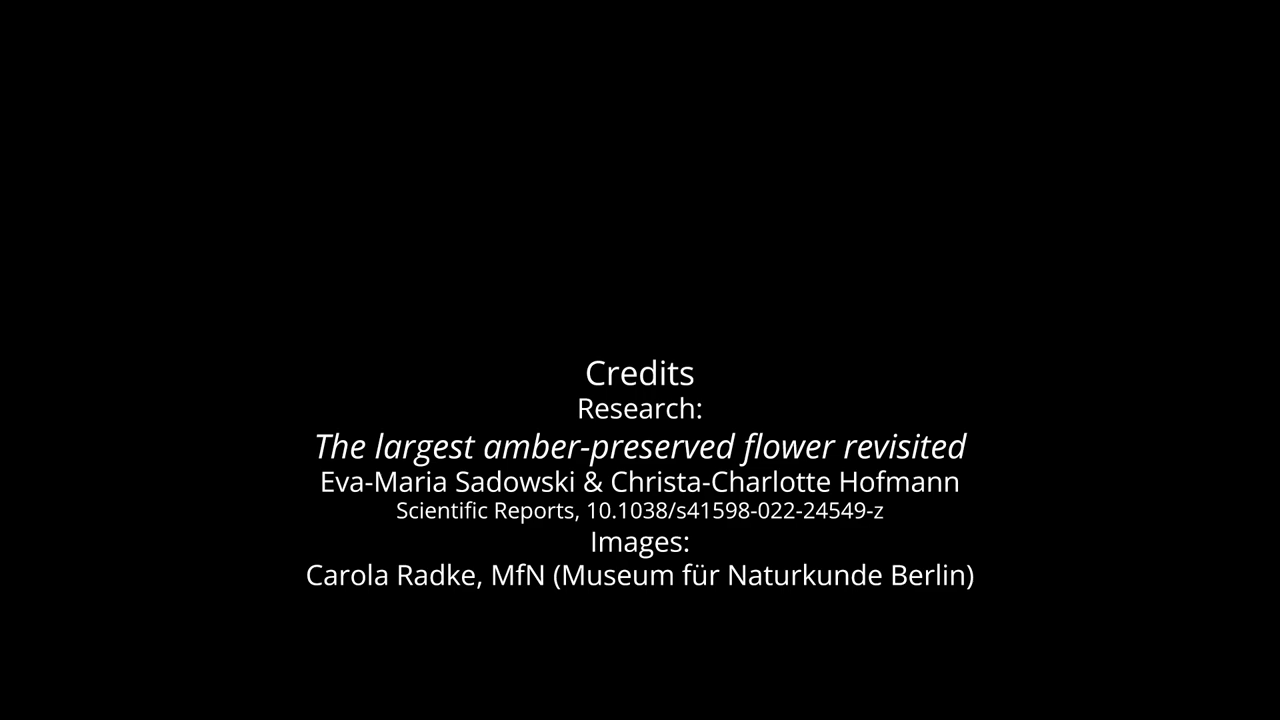 Credits
Research:
The largest amber-preserved flower revisited
Eva-Maria Sadowski & Christa-Charlotte Hofmann
Scientific Reports, 10.1038/s41598-022-24549-z
Images:
Carola Radke, MfN (Museum für Naturkunde Berlin)